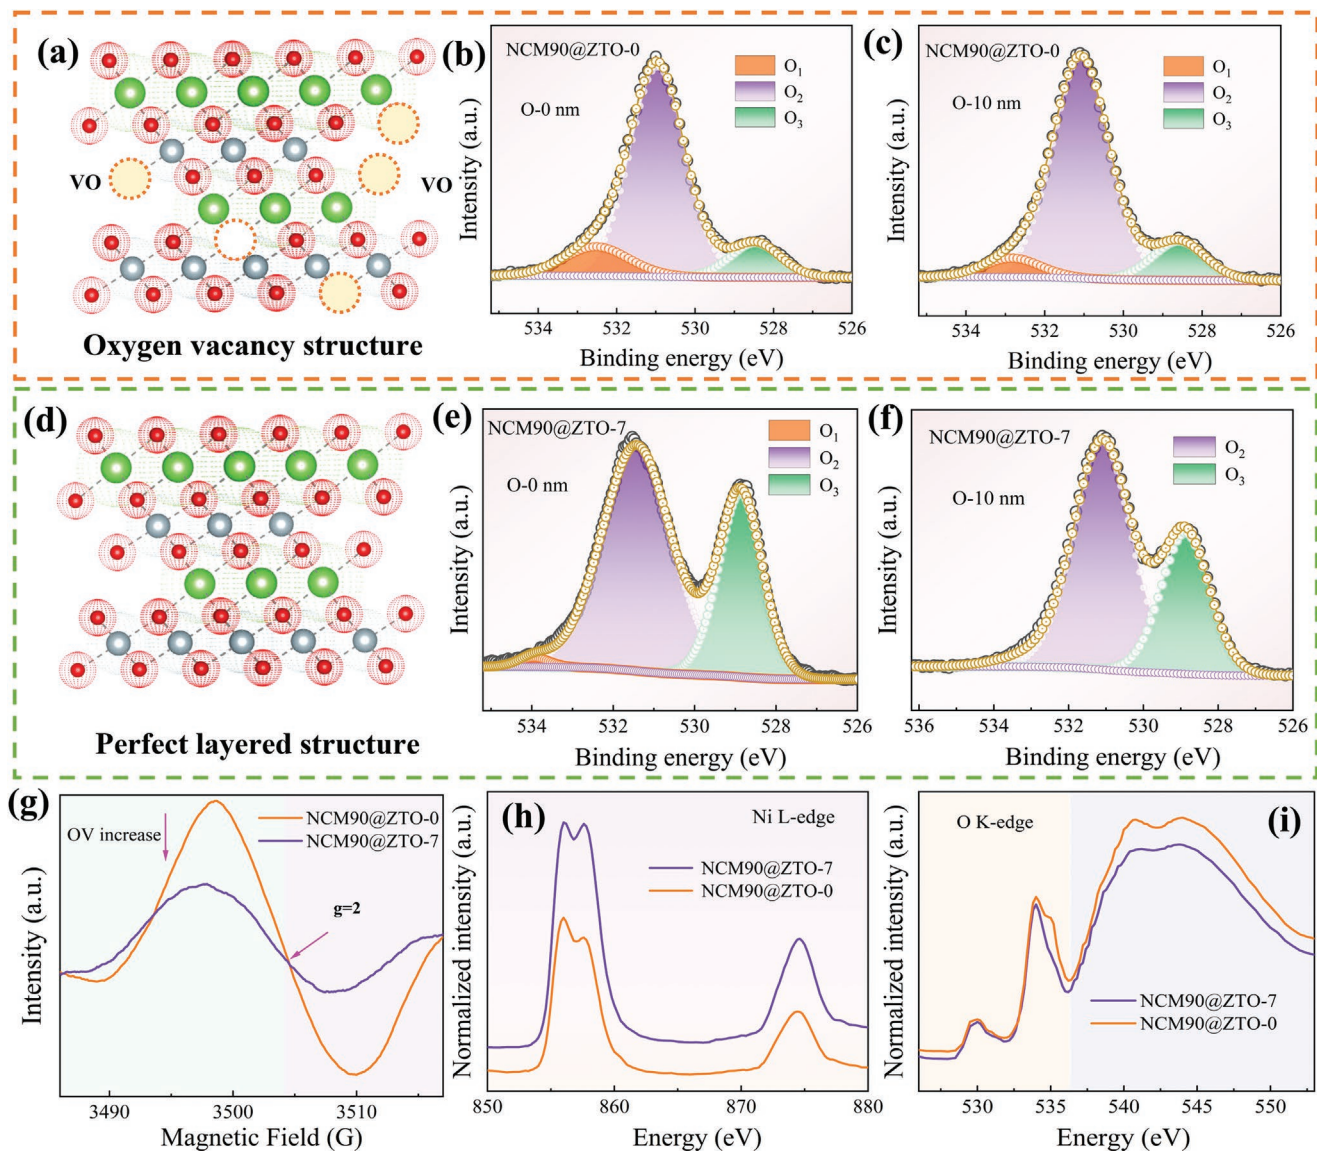 (a)
VO
VO
Oxygen vacancy structure
(b)
NCM90@ZTO-0
O-0 nm
O1
O2
O3
Intensity (a.u.)
534
532
530
528
526
Binding energy (eV)
(c)
NCM90@ZTO-0
O-10 nm
O1
O2
O3
Intensity (a.u.)
534
532
530
528
526
Binding energy (eV)
(d)
Perfect layered structure
(e)
NCM90@ZTO-7
O-0 nm
O1
O2
O3
Intensity (a.u.)
534
532
530
528
526
Binding energy (eV)
(f)
NCM90@ZTO-7
O-10 nm
O2
O3
Intensity (a.u.)
536
534
532
530
528
526
Binding energy (eV)
(g)
OV increase
NCM90@ZTO-0
NCM90@ZTO-7
g=2
Intensity (a.u.)
3490
3500
3510
Magnetic Field (G)
(h)
Ni L-edge
NCM90@ZTO-7
NCM90@ZTO-0
Normalized intensity (a.u.)
850
860
870
880
Energy (eV)
(i)
O K-edge
NCM90@ZTO-7
NCM90@ZTO-0
Normalized intensity (a.u.)
530
535
540
545
550
Energy (eV)